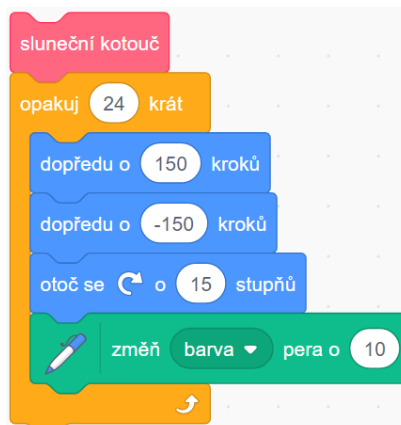 sluneční kotouč
opakuj 24 krát
dopředu o 150 kroků
dopředu o -150 kroků
otoč se o 15 stupňů
změň barva pera o 10